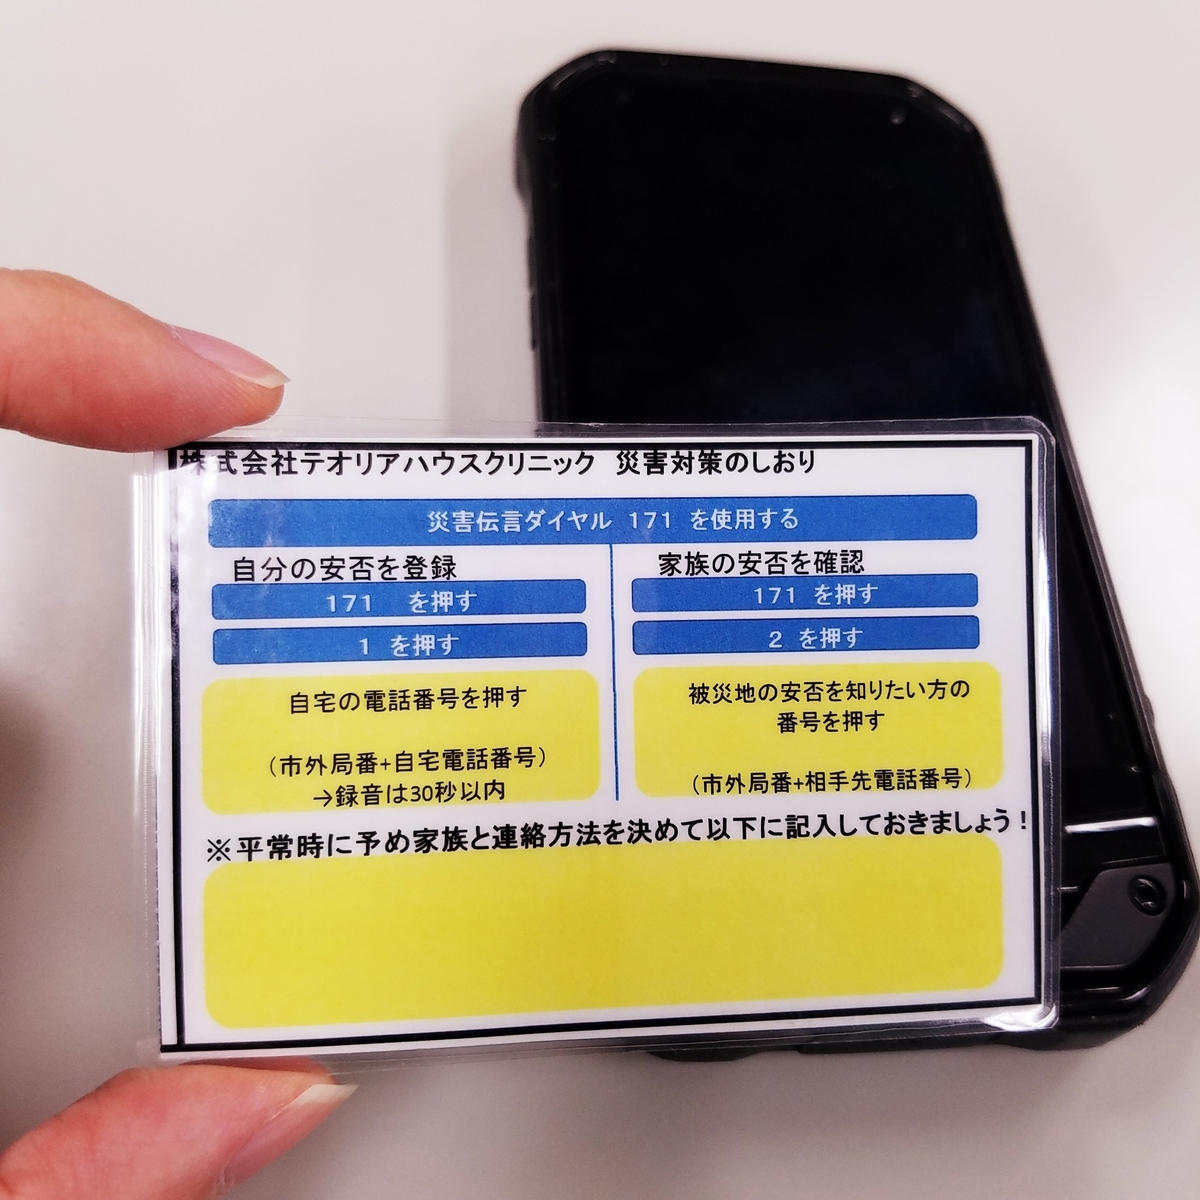 株式会社テオリアハウスクリニック 災害対策のしおり
災害伝言ダイヤル 171 を使用する
自分の安否を登録
171 を押す
1 を押す
自宅の電話番号を押す
（市外局番+自宅電話番号）
→録音は30秒以内
家族の安否を確認
171 を押す
2 を押す
被災地の安否を知りたい方の
番号を押す
（市外局番+相手先電話番号）
※平常時に予め家族と連絡方法を決めて以下に記入しておきましょう！